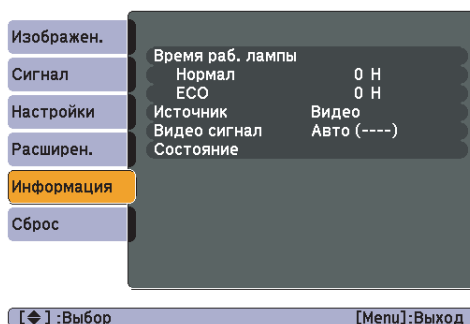 Изображен.
Сигнал
Настройки
Расширен.
Информация
Сброс
Время раб. лампы
Нормал 0 H
ECO 0 H
Источник Видео
Видео сигнал Авто (----)
Состояние
[◆] :Выбор [Menu]:Выход